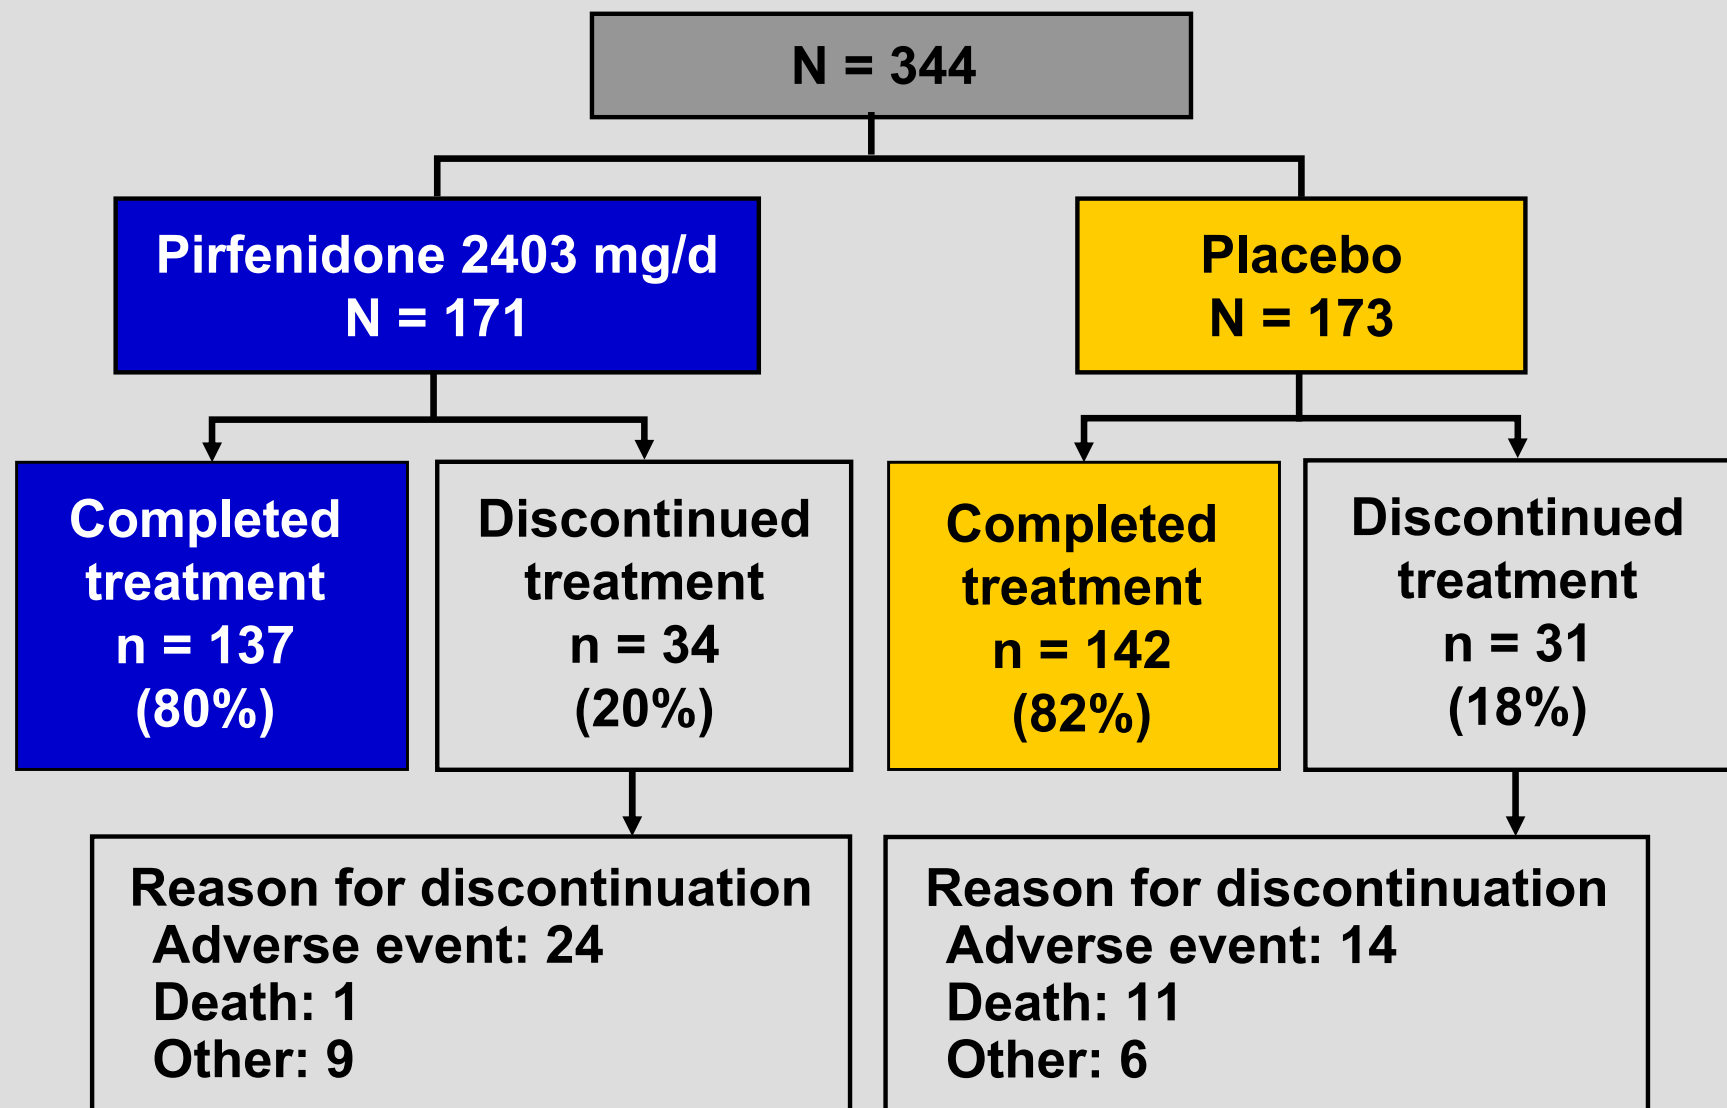 N = 344
Pirfenidone 2403 mg/d
N = 171
Placebo
N = 173
Completed
treatment
n = 137
(80%)
Discontinued
treatment
n = 34
(20%)
Completed
treatment
n = 142
(82%)
Discontinued
treatment
n = 31
(18%)
Reason for discontinuation
Adverse event: 24
Death: 1
Other: 9
Reason for discontinuation
Adverse event: 14
Death: 11
Other: 6